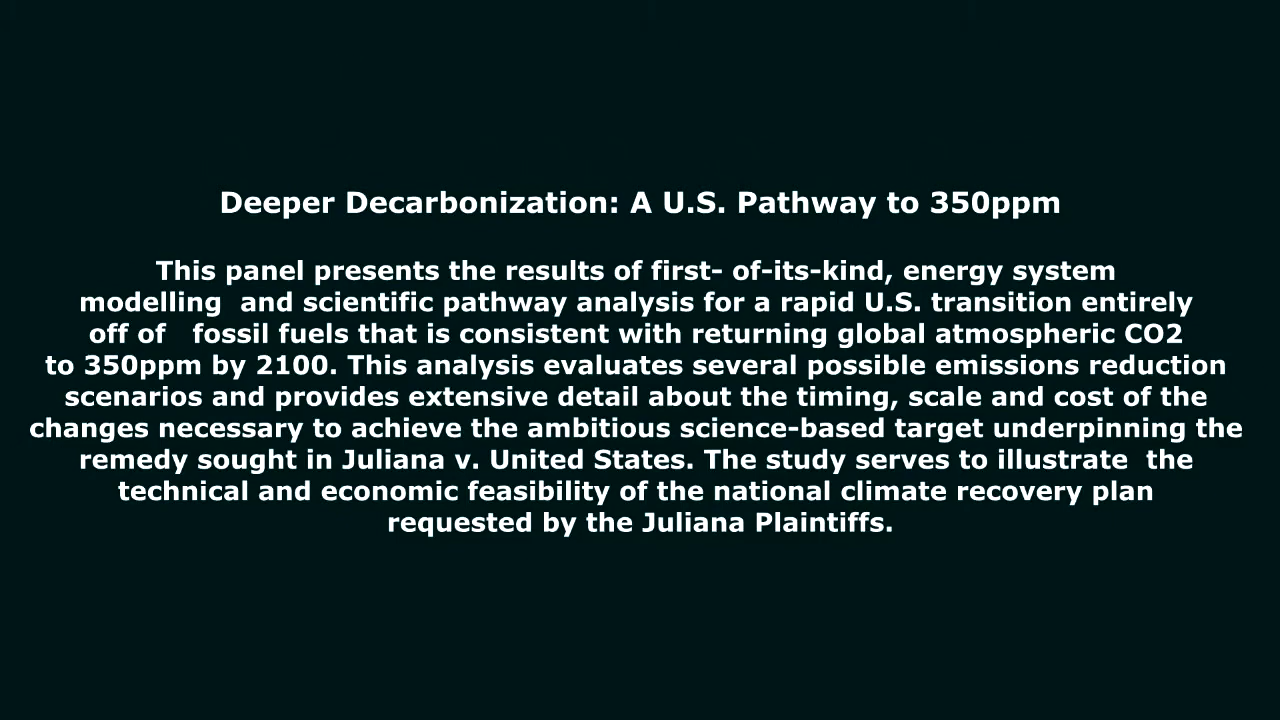 Deeper Decarbonization: A U.S. Pathway to 350ppm
This panel presents the results of first- of-its-kind, energy system
modelling  and scientific pathway analysis for a rapid U.S. transition entirely
off of   fossil fuels that is consistent with returning global atmospheric CO2
to 350ppm by 2100. This analysis evaluates several possible emissions reduction
scenarios and provides extensive detail about the timing, scale and cost of the
changes necessary to achieve the ambitious science-based target underpinning the
remedy sought in Juliana v. United States. The study serves to illustrate  the
technical and economic feasibility of the national climate recovery plan
requested by the Juliana Plaintiffs.